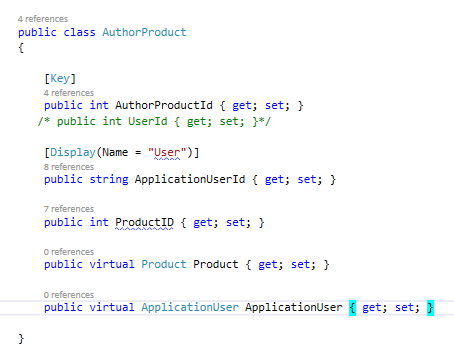 4 references
public class AuthorProduct
{
[Key]
4 references
public int AuthorProductId { get; set; }
/* public int UserId { get; set; }*/
[Display(Name = "User")]
8 references
public string ApplicationUserId { get; set; }
7 references
public int ProductID { get; set; }
0 references
public virtual Product Product { get; set; }
0 references
public virtual ApplicationUser ApplicationUser { get; set; }
}